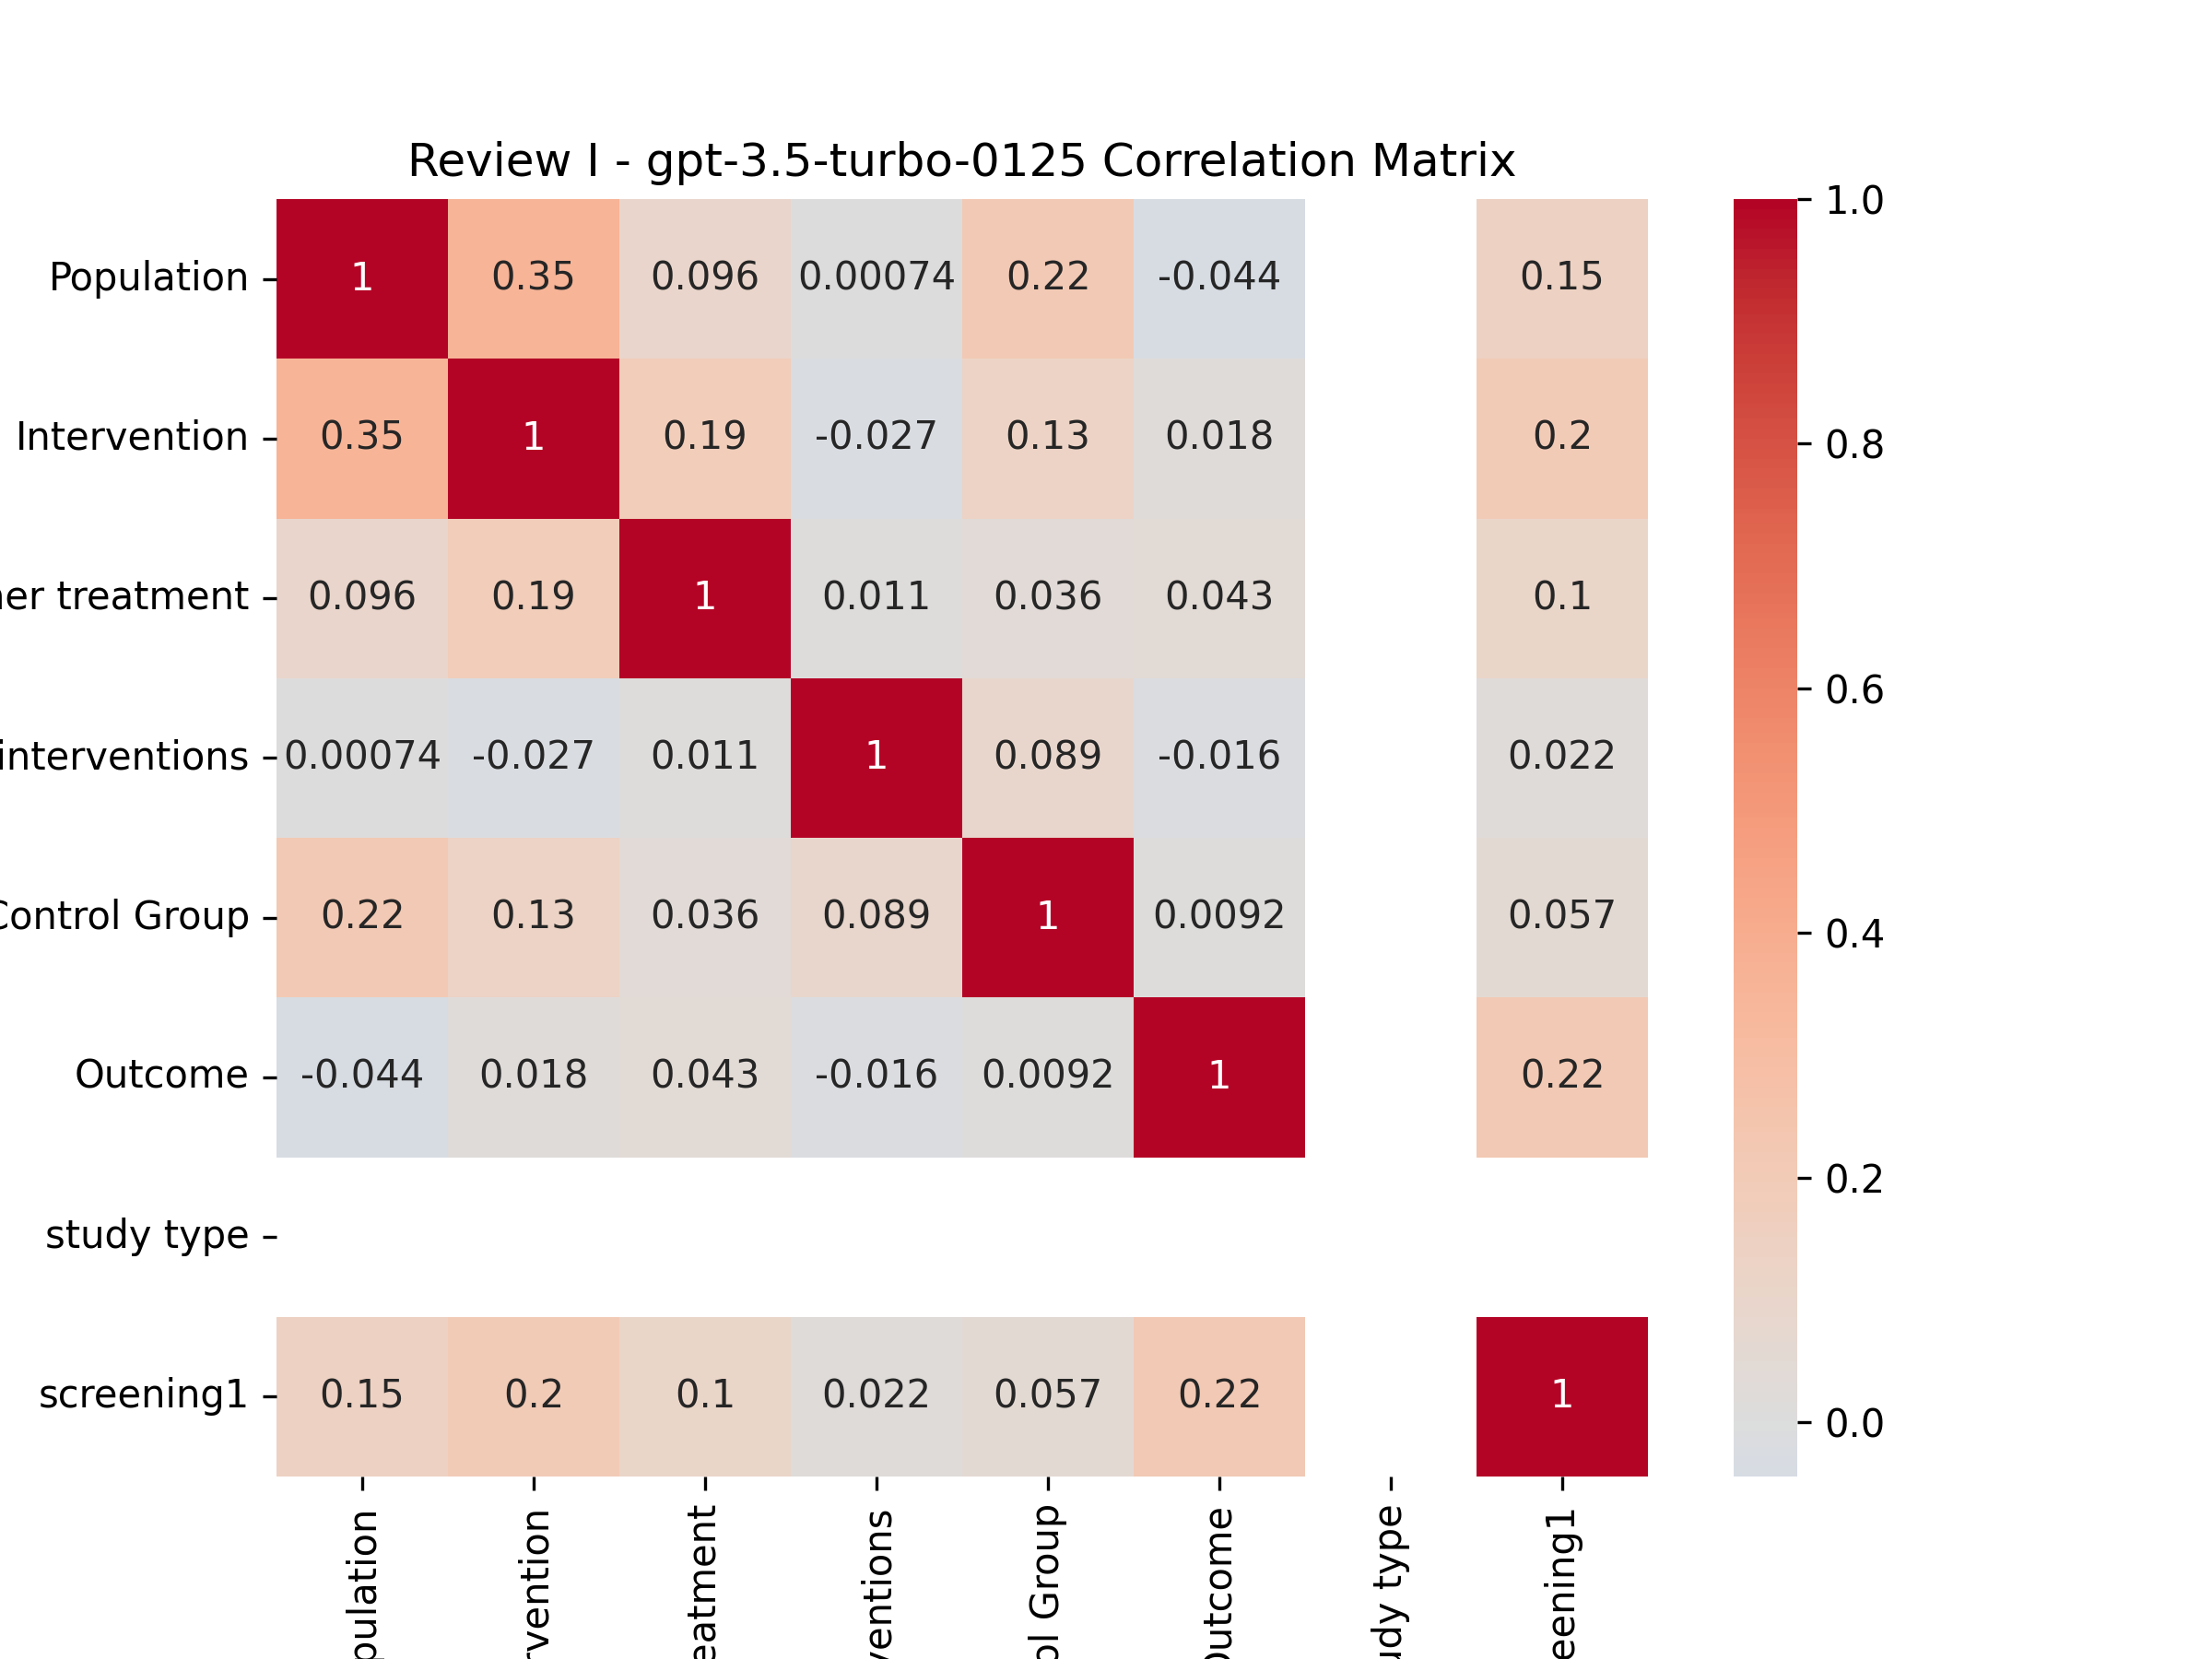 Review I - gpt-3.5-turbo-0125 Correlation Matrix
Population 1 0.35 0.096 0.00074 0.22 -0.044 0.15
Intervention 0.35 1 0.19 -0.027 0.13 0.018 0.2
treatment 0.096 0.19 1 0.011 0.036 0.043 0.1
interventions 0.00074 -0.027 0.011 1 0.089 -0.016 0.022
Control Group 0.22 0.13 0.036 0.089 1 0.0092 0.057
Outcome -0.044 0.018 0.043 -0.016 0.0092 1 0.22
study type
screening1 0.15 0.2 0.1 0.022 0.057 0.22 1
pulation
rvention
eatment
ventions
ol Group
Outcome
udy type
eening1
1.0
0.8
0.6
0.4
0.2
0.0